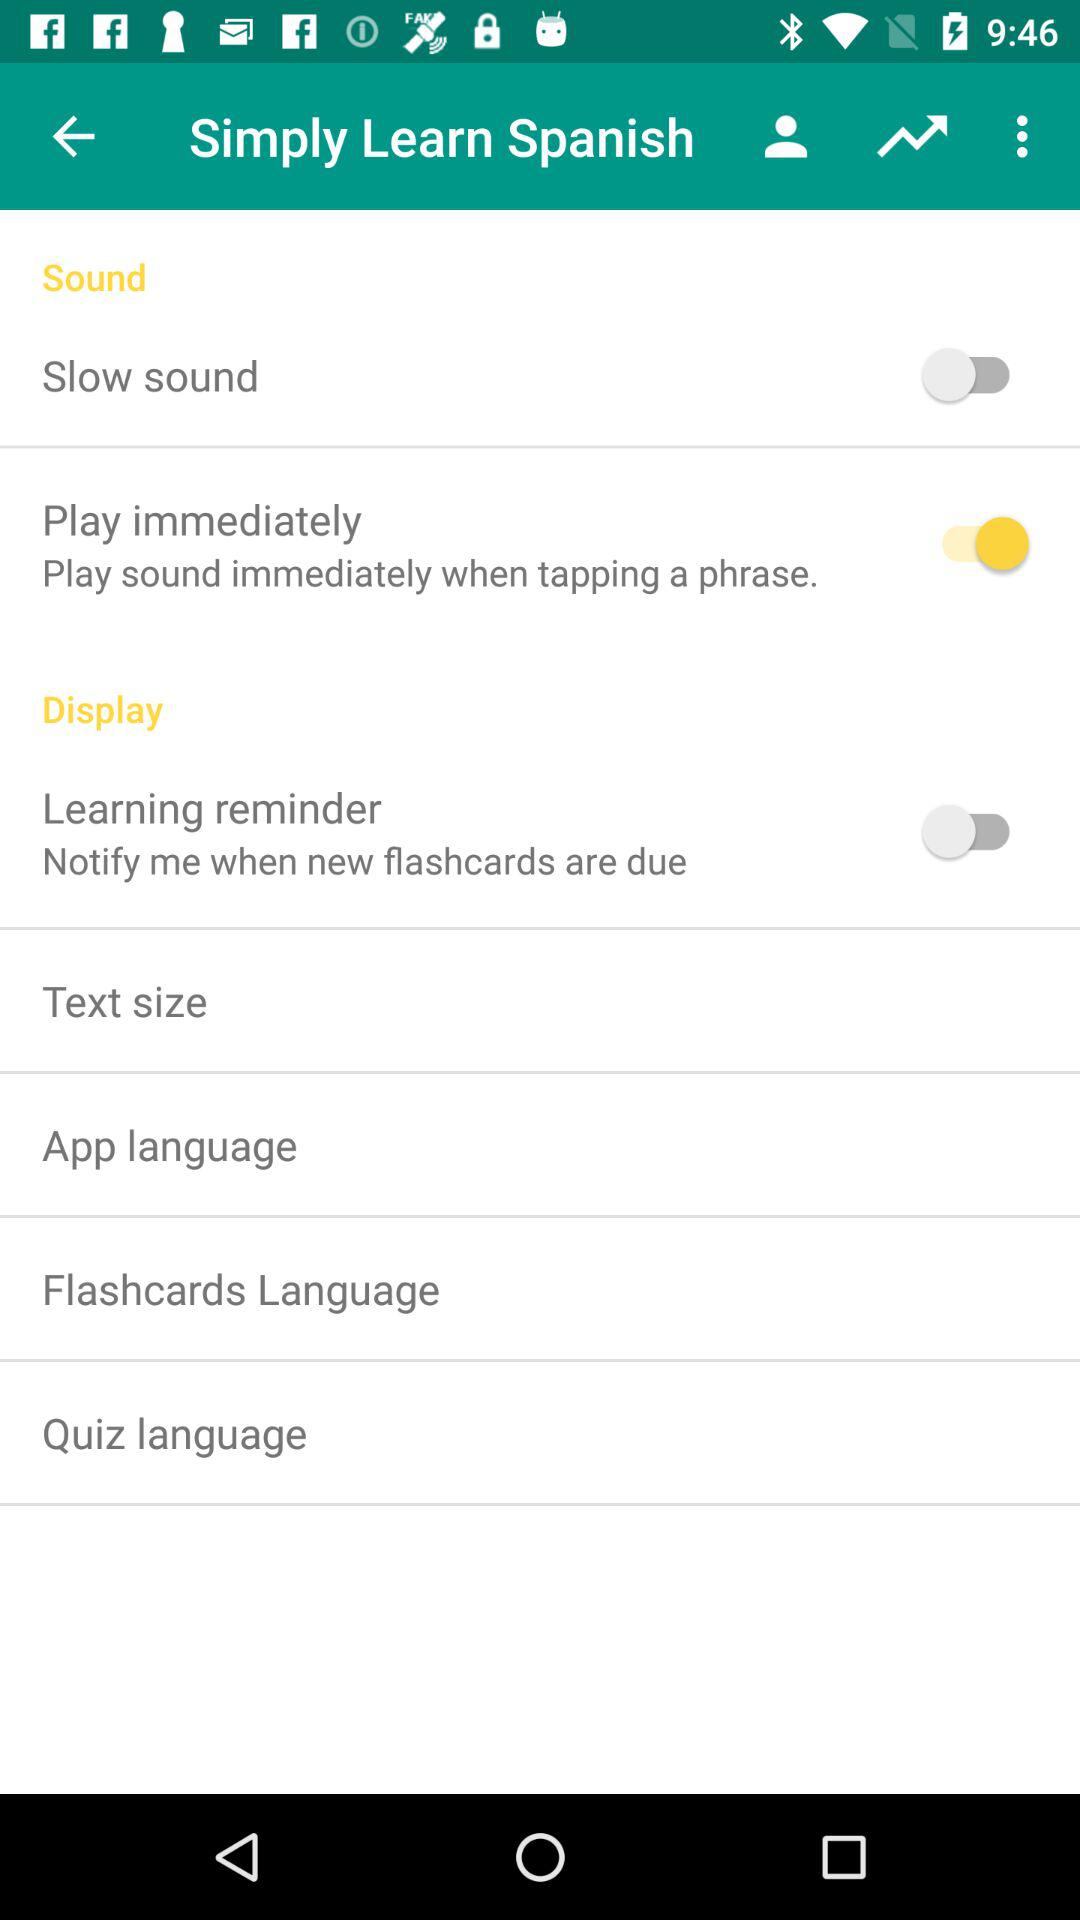 FAKE
9:46
Simply Learn Spanish
Sound
Slow sound
Play immediately
Play sound immediately when tapping a phrase.
Display
Learning reminder
Notify me when new flashcards are due
Text size
App language
Flashcards Language
Quiz language